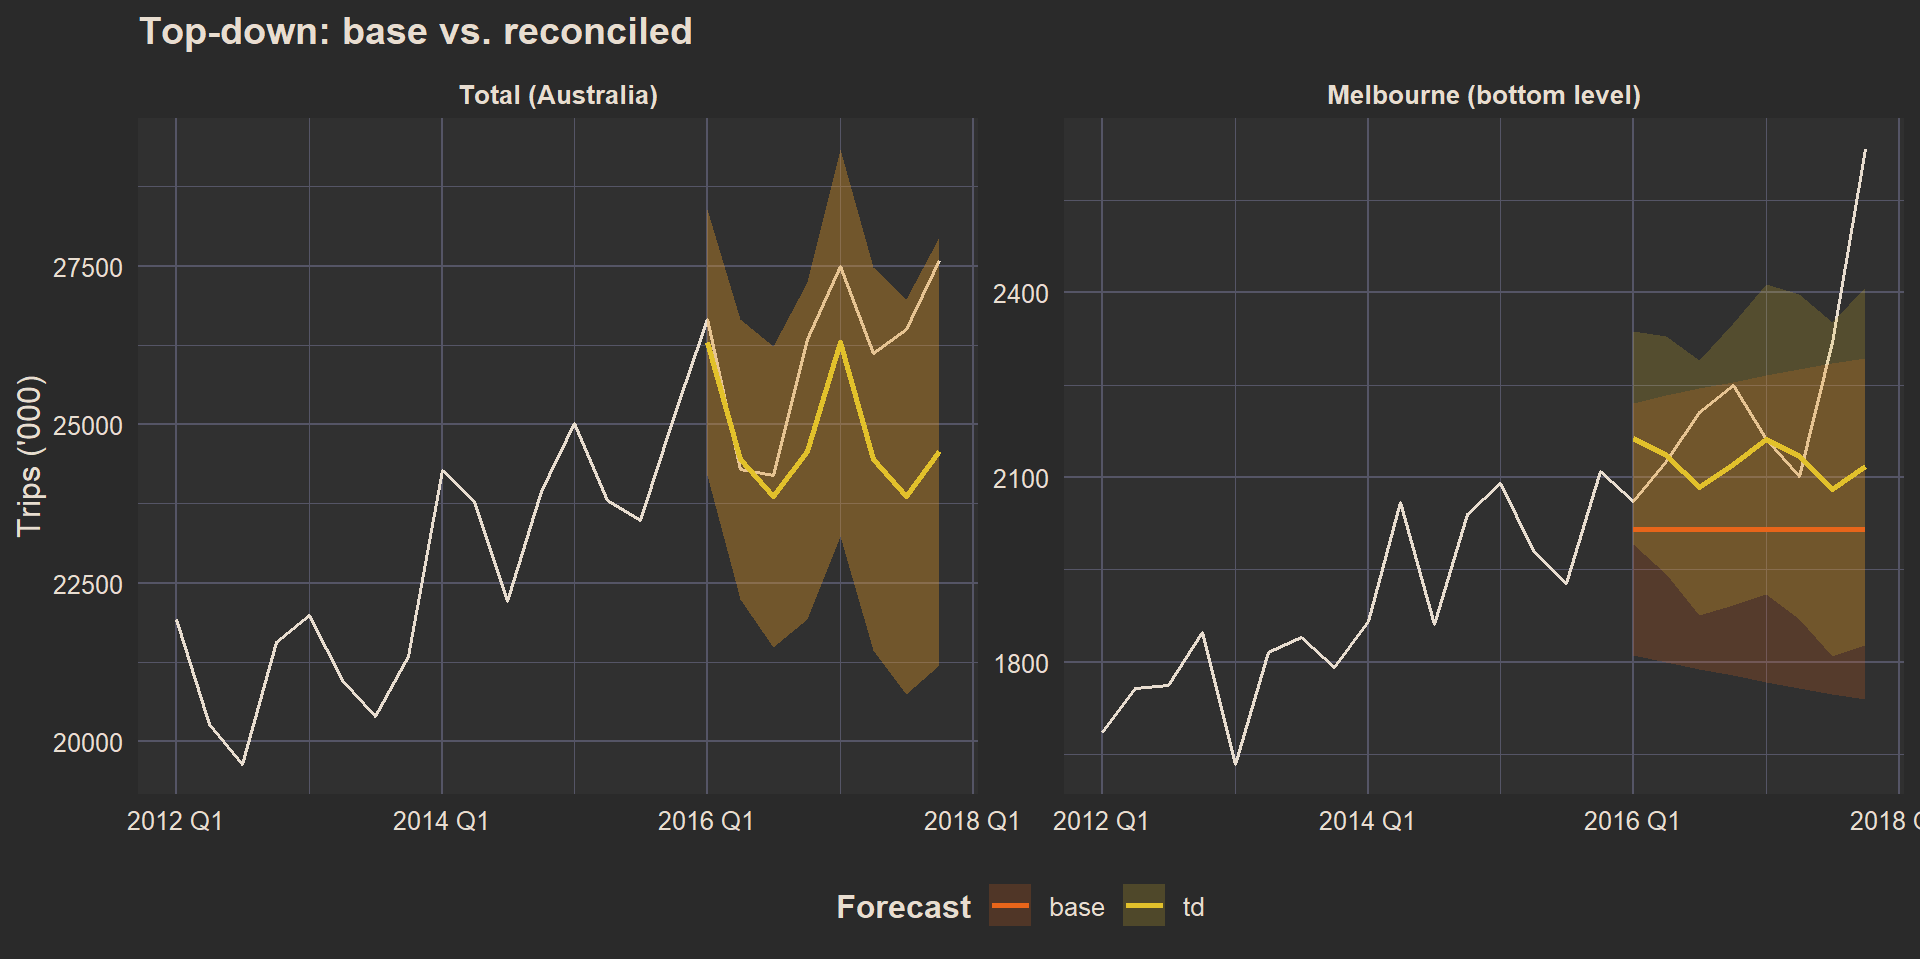 Top-down: base vs. reconciled
Total (Australia)
Melbourne (bottom level)
Trips ('000)
27500
25000
22500
20000
2400
2100
1800
2012 Q1
2014 Q1
2016 Q1
2018 Q1
2012 Q1
2014 Q1
2016 Q1
2018 Q
Forecast
base
td